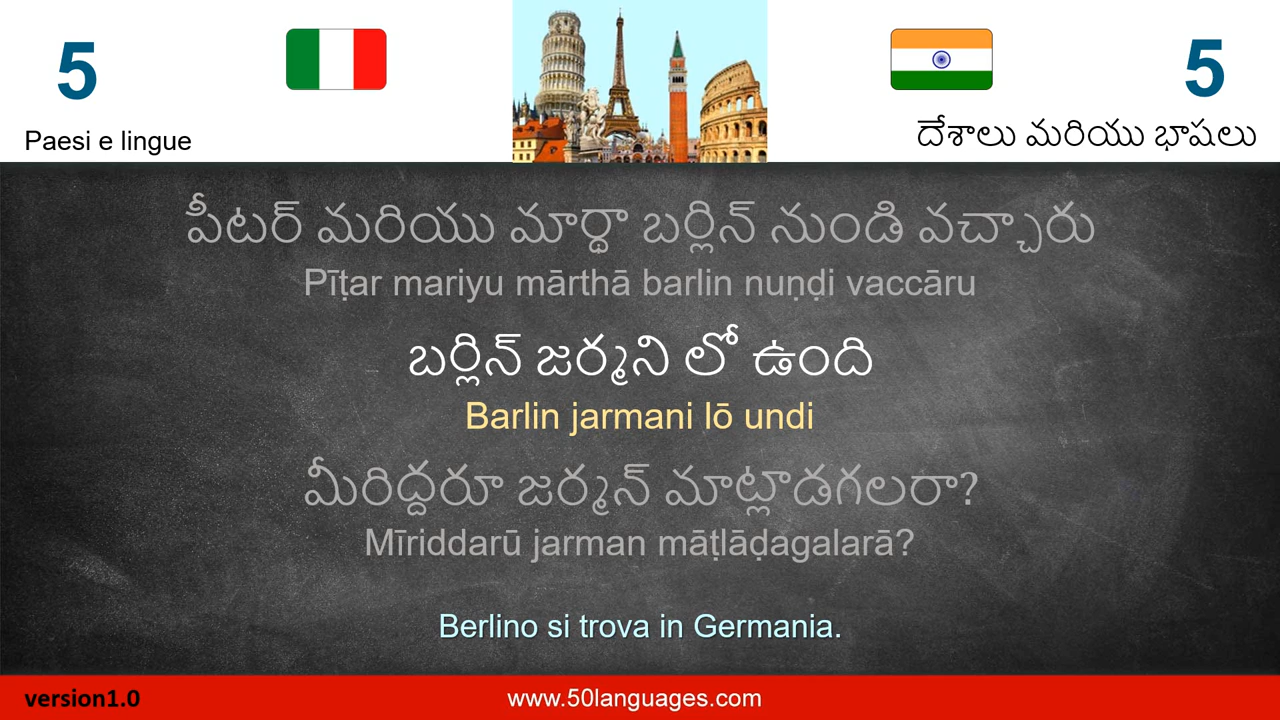 5
5
Paesi e lingue
దేశాలు మరియు భాషలు
పీటర్ మరియు మార్థా బర్లిన్ నుండి వచ్చారు
Pīṭar mariyu mārthā barlin nuṇḍi vaccāru
బర్లిన్ జర్మని లో ఉంది
Barlin jarmani lō undi
మీరిద్దరూ జర్మన్ మాట్లాడగలరా?
Mīriddarū jarman māṭlāḍagalarā?
Berlino si trova in Germania.
version1.0
www.50languages.com